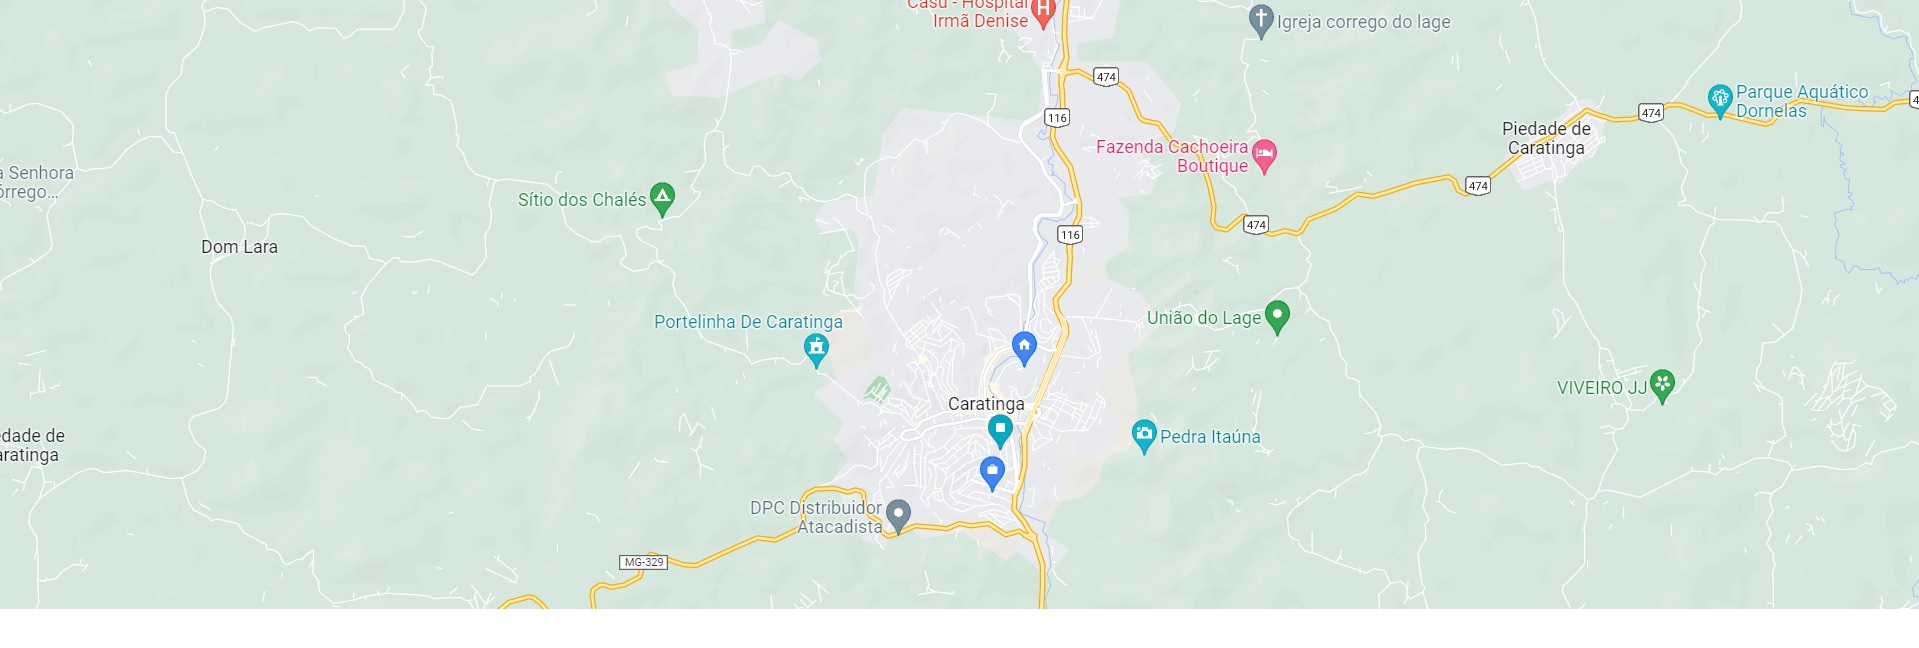 Casu - Hospital
Irmã Denise
Igreja corrego do lage
474
116
474
Parque Aquático
Dornelas
Piedade de
Caratinga
Fazenda Cachoeira
Boutique
a Senhora
órrego...
Sítio dos Chalés
474
474
116
Dom Lara
Portelinha De Caratinga
União do Lage
VIVEIRO JJ
Caratinga
edade de
aratinga
Pedra Itaúna
DPC Distribuidor
Atacadista
MG-329